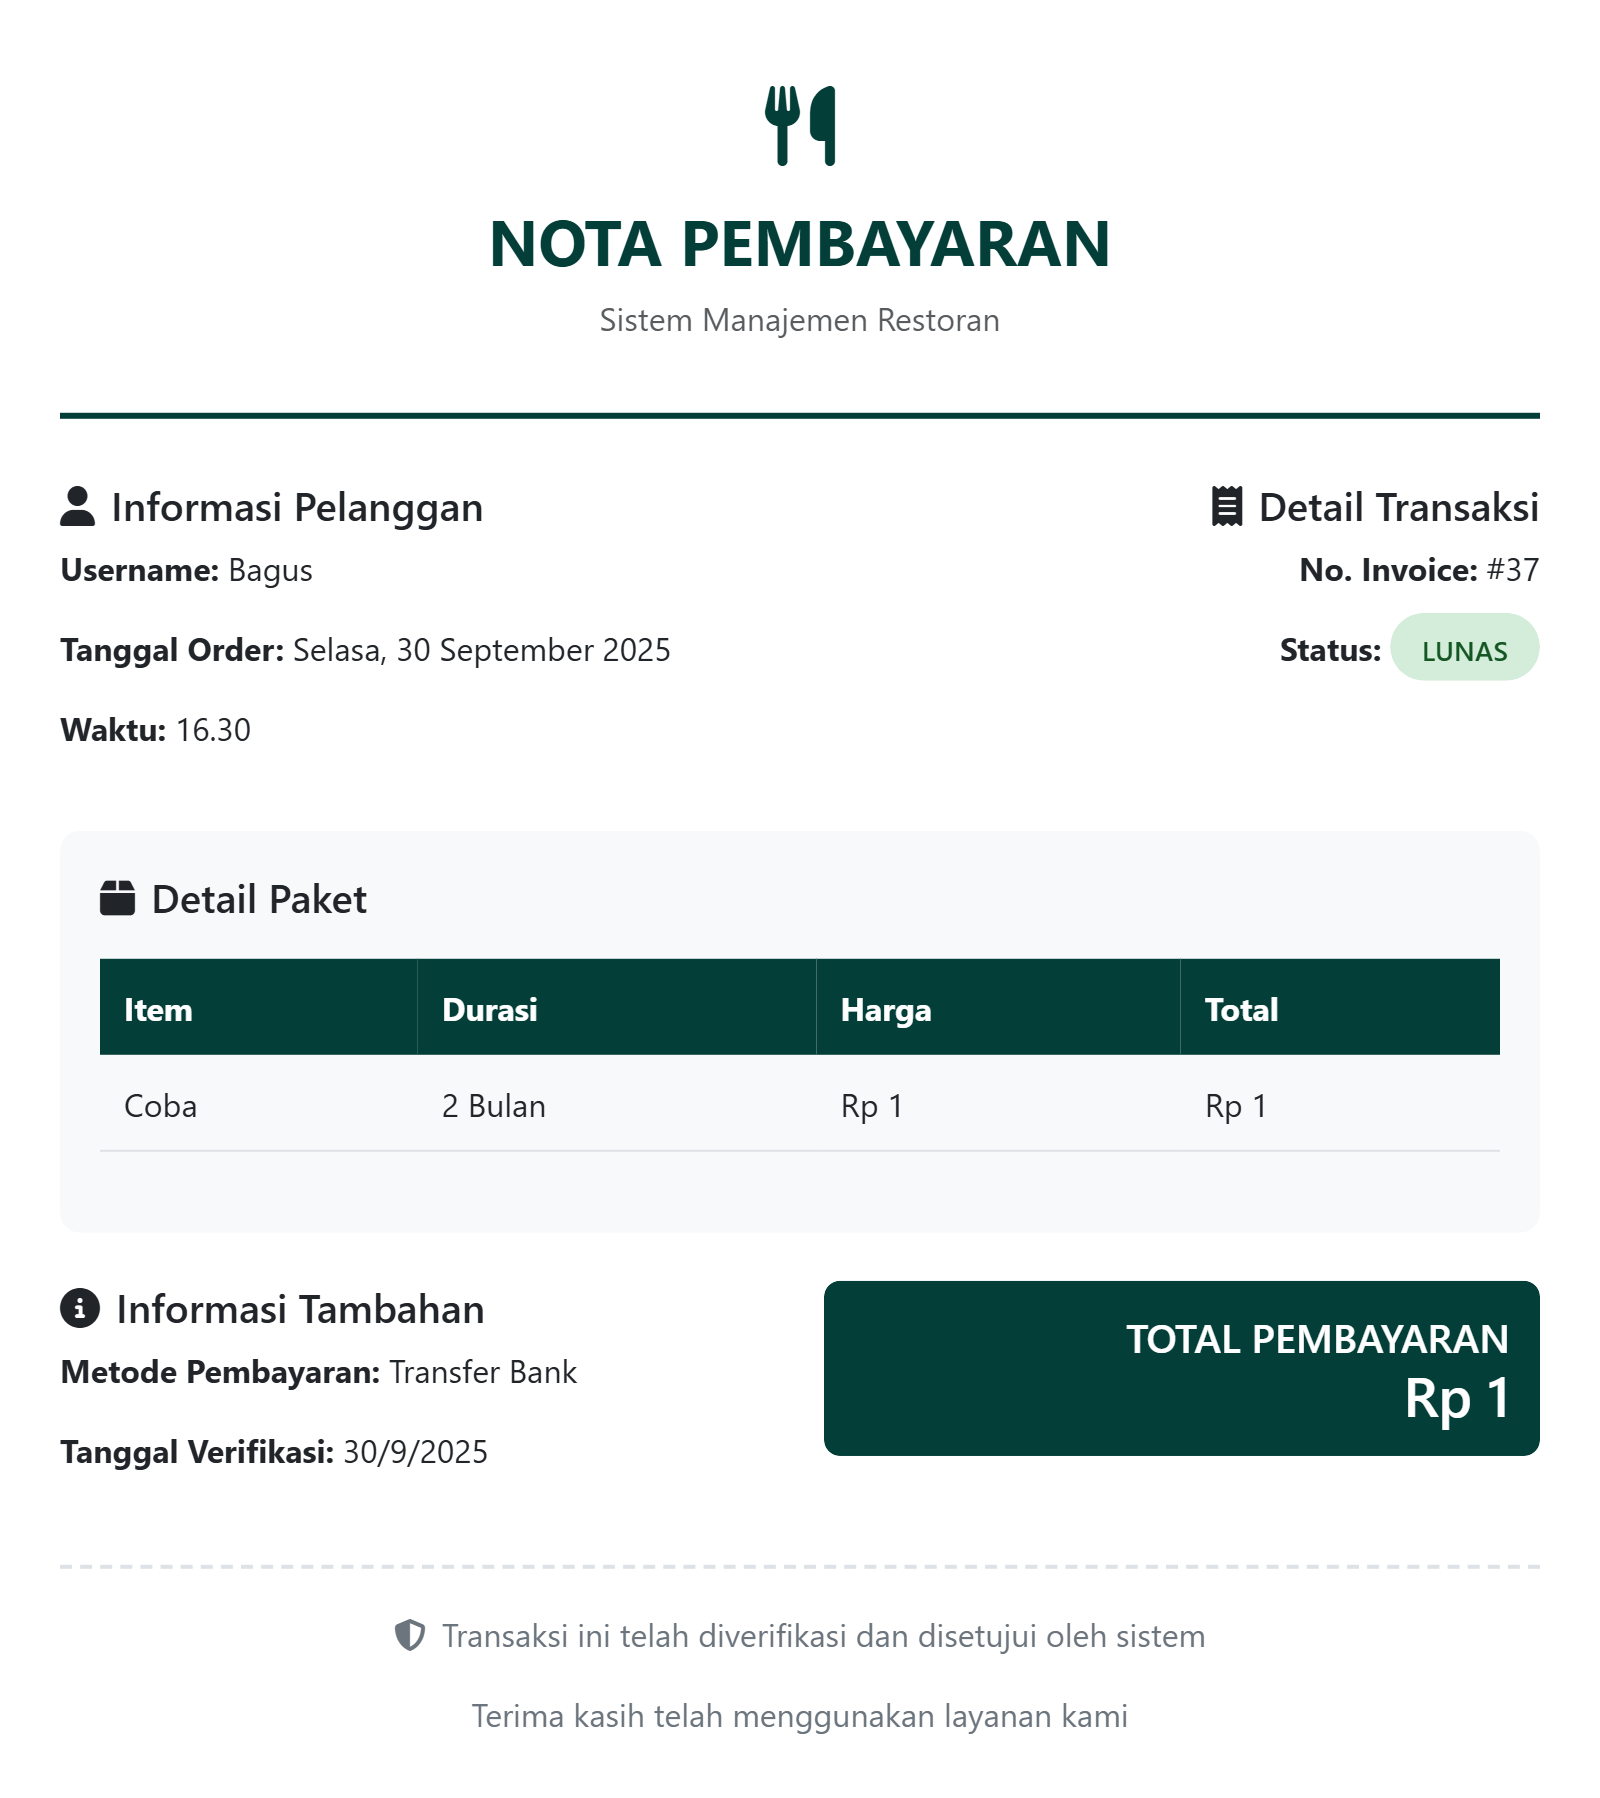 NOTA PEMBAYARAN
Sistem Manajemen Restoran
Informasi Pelanggan
Username: Bagus
Tanggal Order: Selasa, 30 September 2025
Waktu: 16.30
Detail Transaksi
No. Invoice: #37
Status: LUNAS
Detail Paket
Item Durasi Harga Total
Coba 2 Bulan Rp 1 Rp 1
Informasi Tambahan
Metode Pembayaran: Transfer Bank
Tanggal Verifikasi: 30/9/2025
TOTAL PEMBAYARAN
Rp 1
Transaksi ini telah diverifikasi dan disetujui oleh sistem
Terima kasih telah menggunakan layanan kami